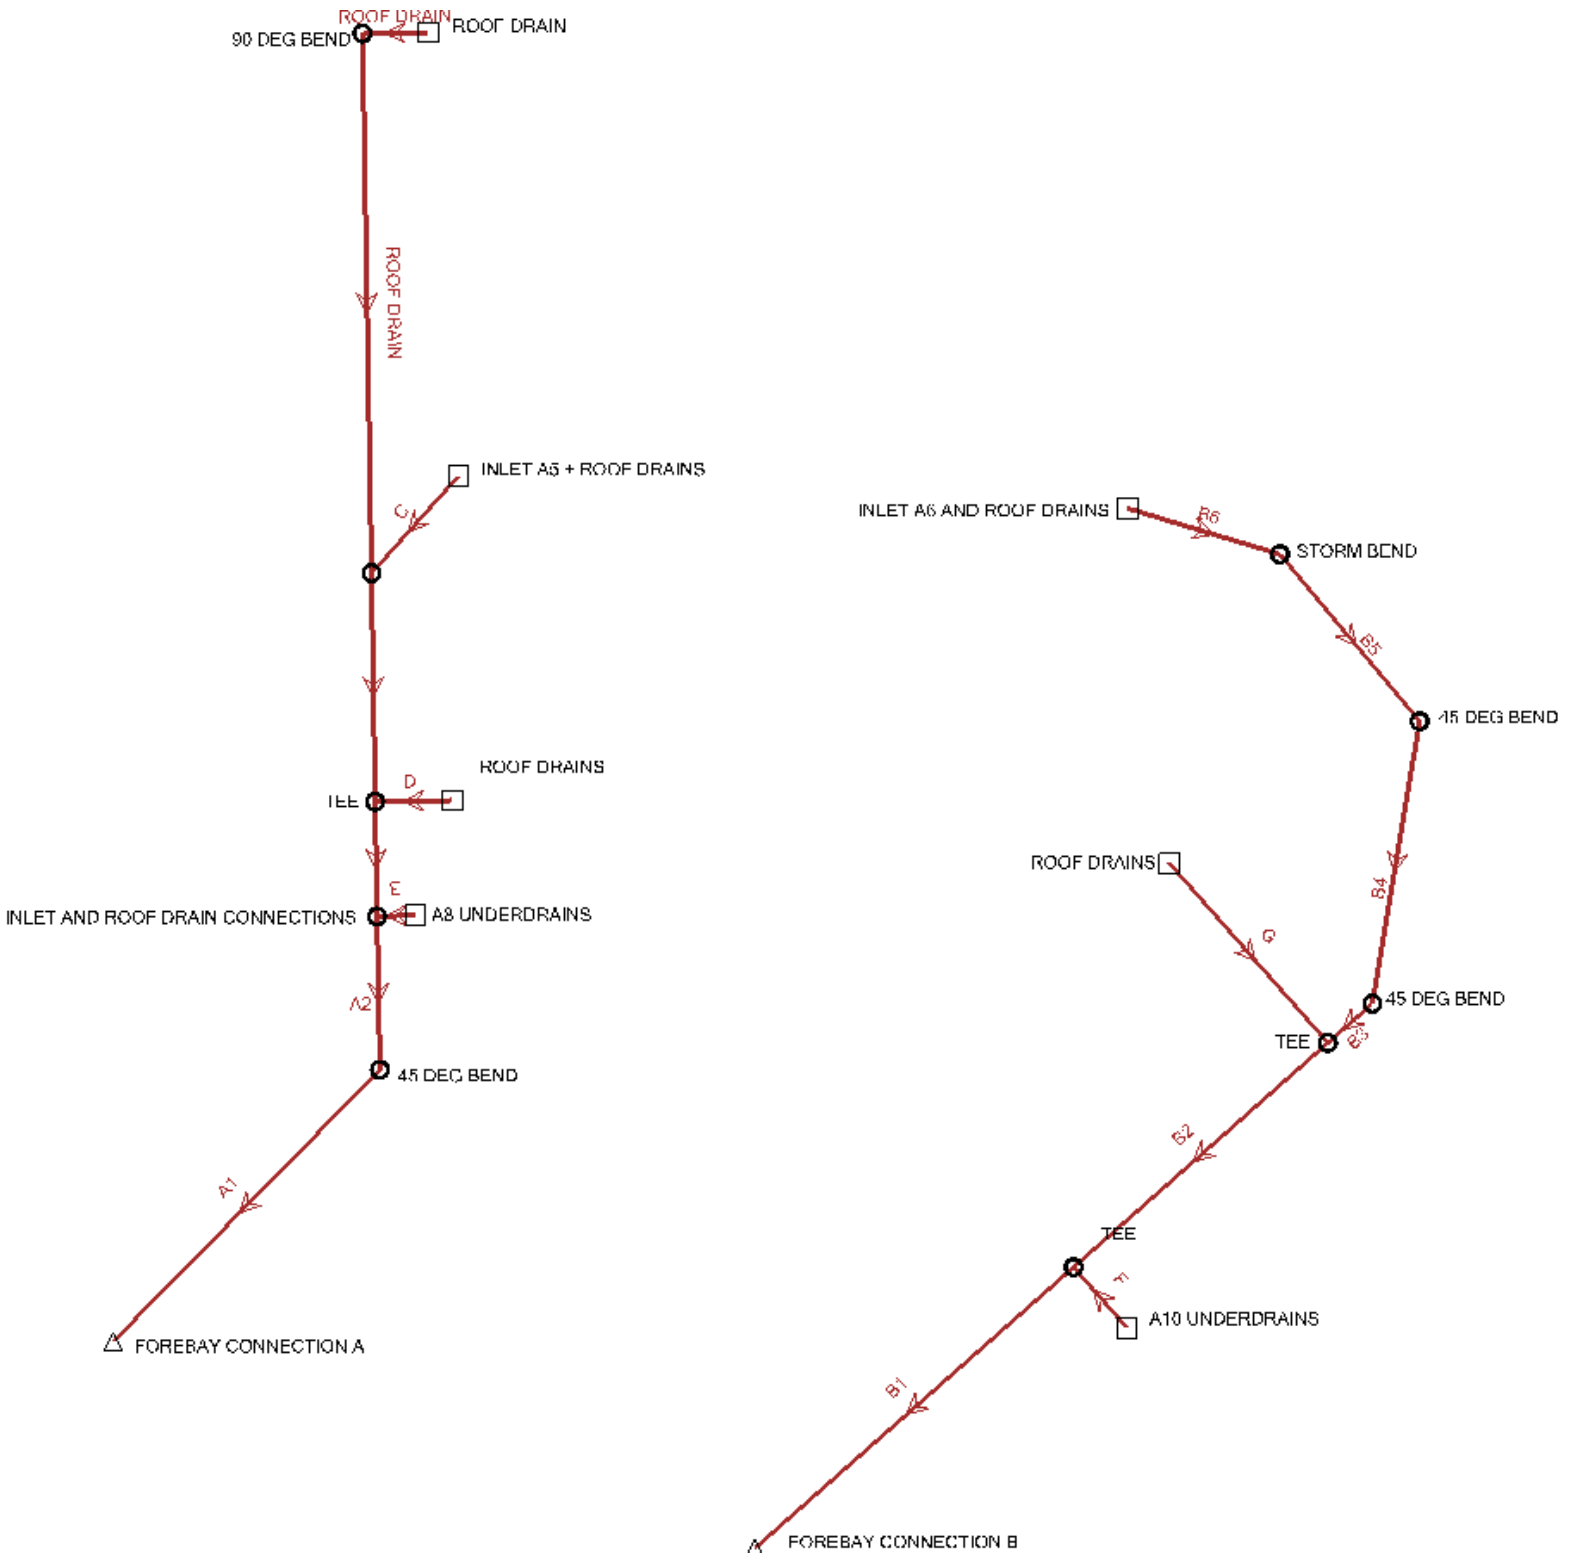 ROOF DRAIN
ROOF DRAIN
90 DEG BEND
ROOF DRAIN
INLET A5 + ROOF DRAINS
C
ROOF DRAINS
D
TEE
E
INLET AND ROOF DRAIN CONNECTIONS
A8 UNDERDRAINS
A2
45 DEG BEND
A1
FOREBAY CONNECTION A
INLET A6 AND ROOF DRAINS
B6
STORM BEND
B5
45 DEG BEND
B4
ROOF DRAINS
G
45 DEG BEND
TEE
B3
B2
TEE
F
A10 UNDERDRAINS
B1
FOREBAY CONNECTION B